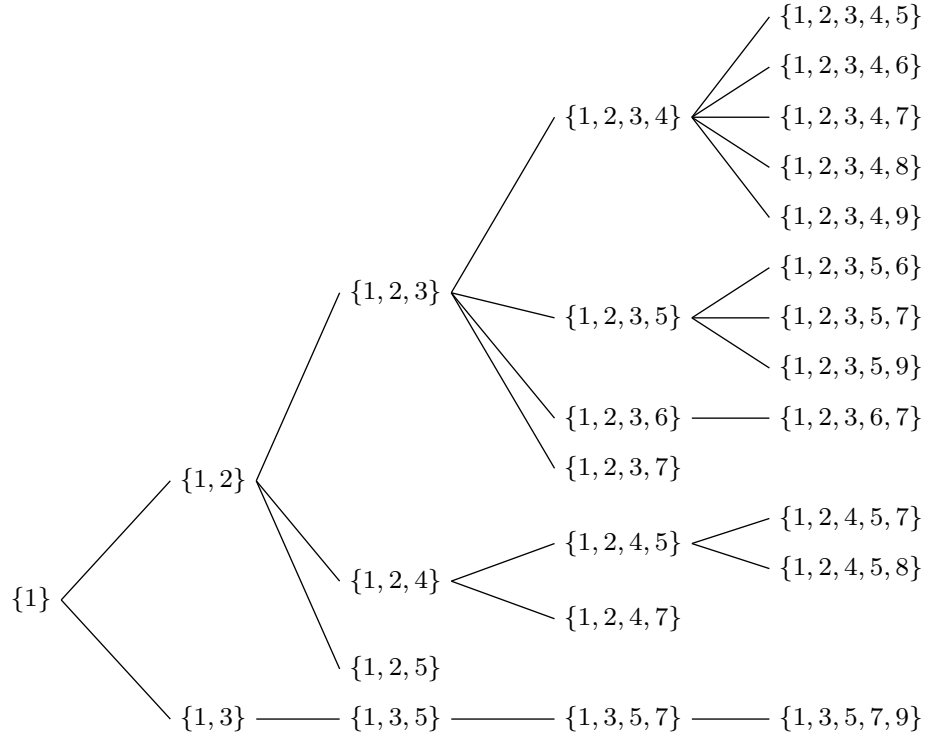 {1, 2, 3, 4, 5}
{1, 2, 3, 4, 6}
{1, 2, 3, 4} {1, 2, 3, 4, 7}
{1, 2, 3, 4, 8}
{1, 2, 3, 4, 9}
{1, 2, 3, 5, 6}
{1, 2, 3}
{1, 2, 3, 5} {1, 2, 3, 5, 7}
{1, 2, 3, 5, 9}
{1, 2, 3, 6} {1, 2, 3, 6, 7}
{1, 2, 3, 7}
{1, 2}
{1, 2, 4, 5, 7}
{1, 2, 4, 5}
{1, 2, 4, 5, 8}
{1, 2, 4}
{1}
{1, 2, 4, 7}
{1, 2, 5}
{1, 3} {1, 3, 5} {1, 3, 5, 7} {1, 3, 5, 7, 9}